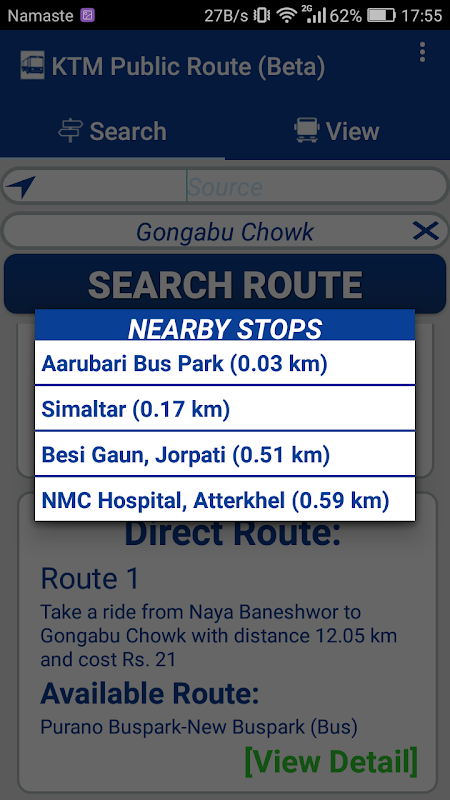 Namaste 27B/s 2G 62% 17:55
KTM Public Route (Beta)
Search View
Source
Gongabu Chowk
SEARCH ROUTE
NEARBY STOPS
Aarubari Bus Park (0.03 km)
Simaltar (0.17 km)
Besi Gaun, Jorpati (0.51 km)
NMC Hospital, Atterkhel (0.59 km)
Direct Route:
Route 1
Take a ride from Naya Baneshwor to
Gongabu Chowk with distance 12.05 km
and cost Rs. 21
Available Route:
Purano Buspark-New Buspark (Bus)
[View Detail]